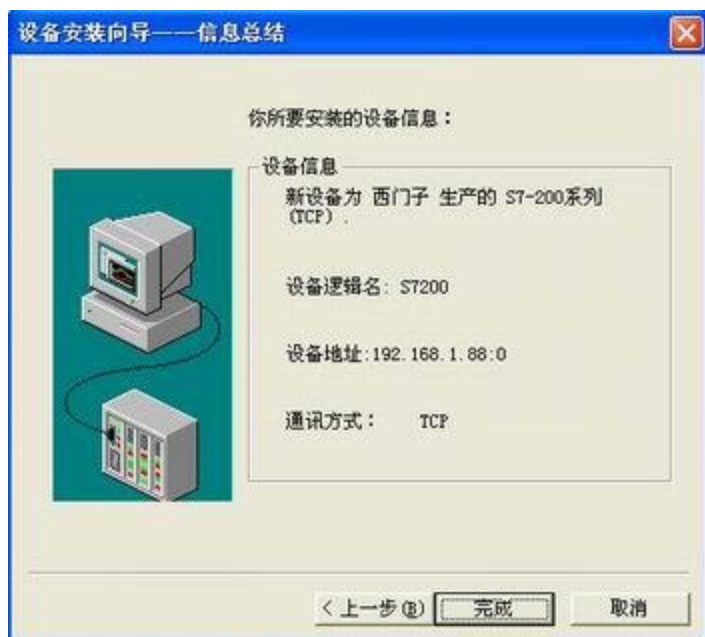 设备安装向导——信息总结
你所要安装的设备信息：
设备信息
新设备为 西门子 生产的 S7-200系列
(TCP) .
设备逻辑名: S7200
设备地址:192.168.1.88:0
通讯方式： TCP
< 上一步(B) 完成 取消